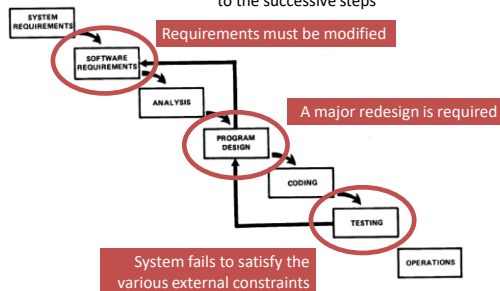 to the successive steps
SYSTEM
REQUIREMENTS
Requirements must be modified
SOFTWARE
REQUIREMENTS
ANALYSIS
A major redesign is required
PROGRAM
DESIGN
CODING
TESTING
System fails to satisfy the
various external constraints
OPERATIONS